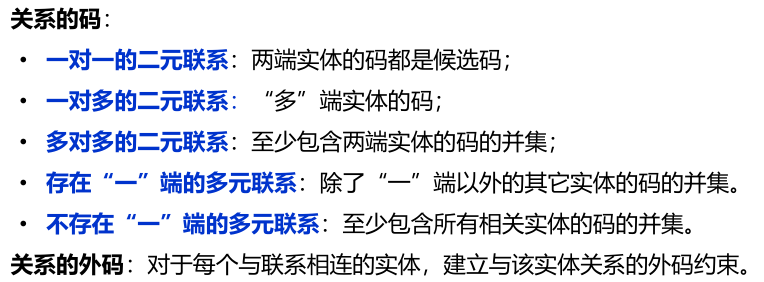 关系的码：
• 一对一的二元联系：两端实体的码都是候选码；
• 一对多的二元联系：“多”端实体的码；
• 多对多的二元联系：至少包含两端实体的码的并集；
• 存在“一”端的多元联系：除了“一”端以外的其它实体的码的并集。
• 不存在“一”端的多元联系：至少包含所有相关实体的码的并集。
关系的外码：对于每个与联系相连的实体，建立与该实体关系的外码约束。